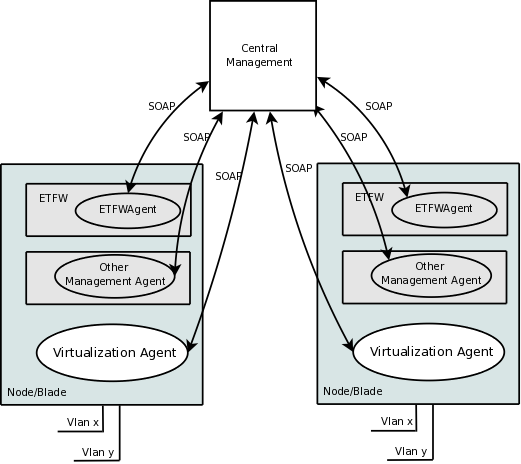 Central
Management
SOAP
SOAP
SOAP
SOAP
SOAP
SOAP
ETFW
ETFWAgent
Other
Management Agent
Virtualization Agent
Node/Blade
Vlan x
Vlan y
ETFW
ETFWAgent
Other
Management Agent
Virtualization Agent
Node/Blade
Vlan x
Vlan y